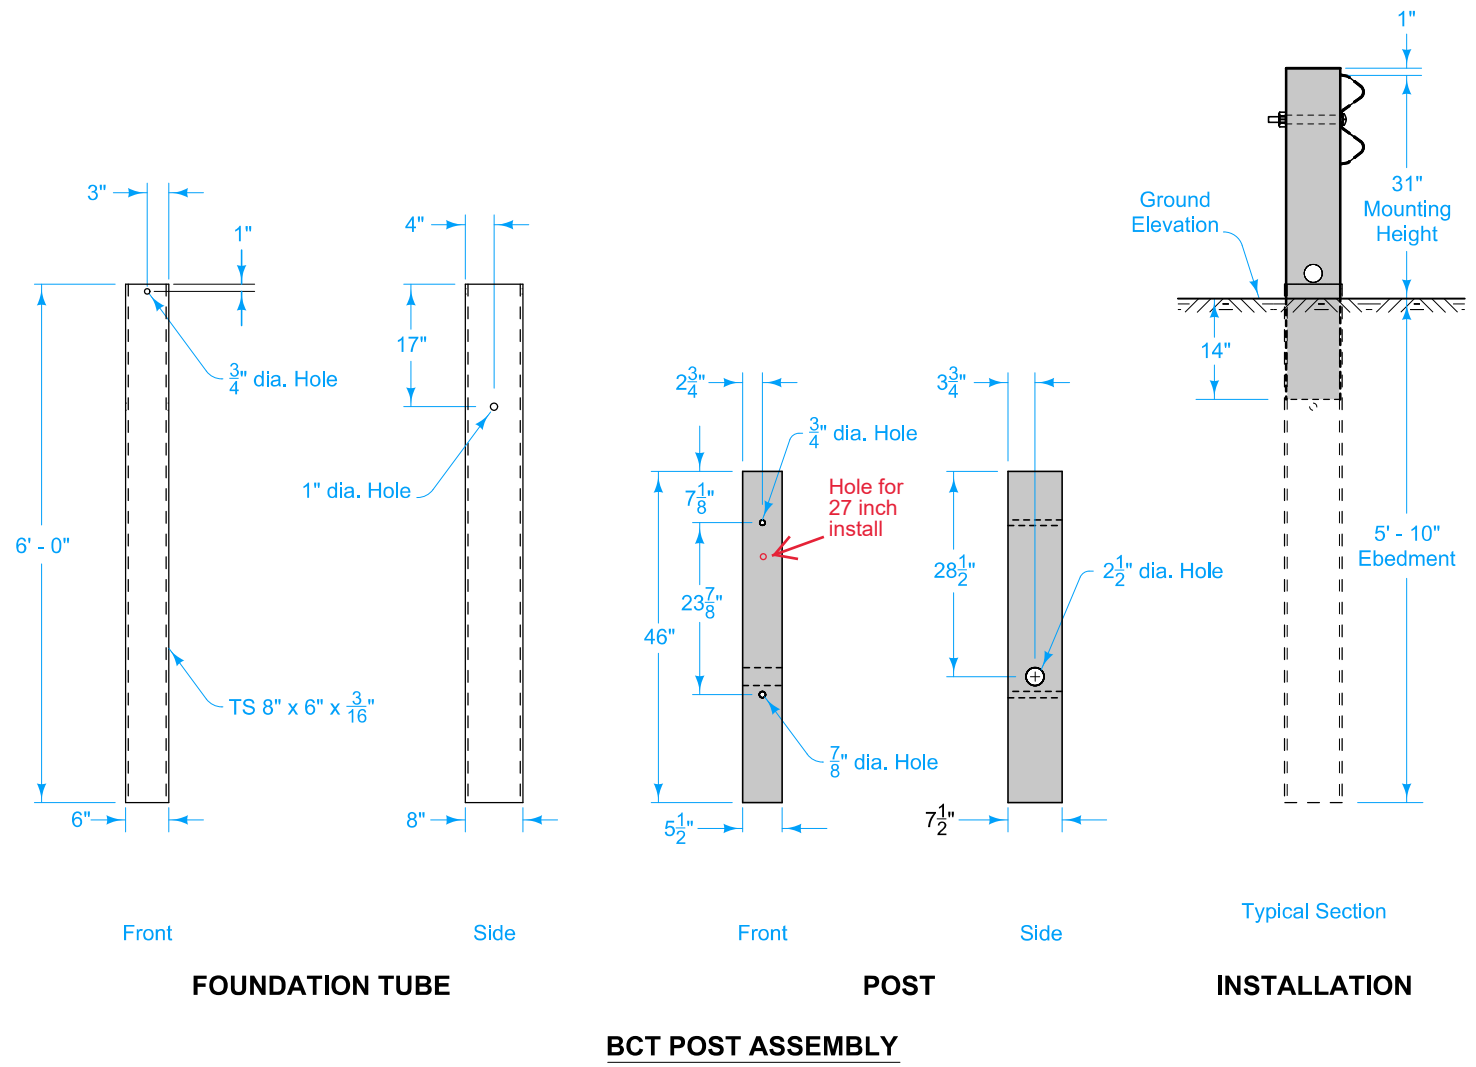 3"
1"
3/4" dia. Hole
6' - 0"
TS 8" x 6" x 3/16"
6"
Front
4"
17"
1" dia. Hole
8"
Side
FOUNDATION TUBE
2 3/4"
3/4" dia. Hole
7 1/8"
Hole for
27 inch
install
23 7/8"
46"
7/8" dia. Hole
5 1/2"
Front
3 3/4"
28 1/2"
2 1/2" dia. Hole
7 1/2"
Side
POST
1"
31"
Mounting
Height
Ground
Elevation
14"
5' - 10"
Ebedment
Typical Section
INSTALLATION
BCT POST ASSEMBLY